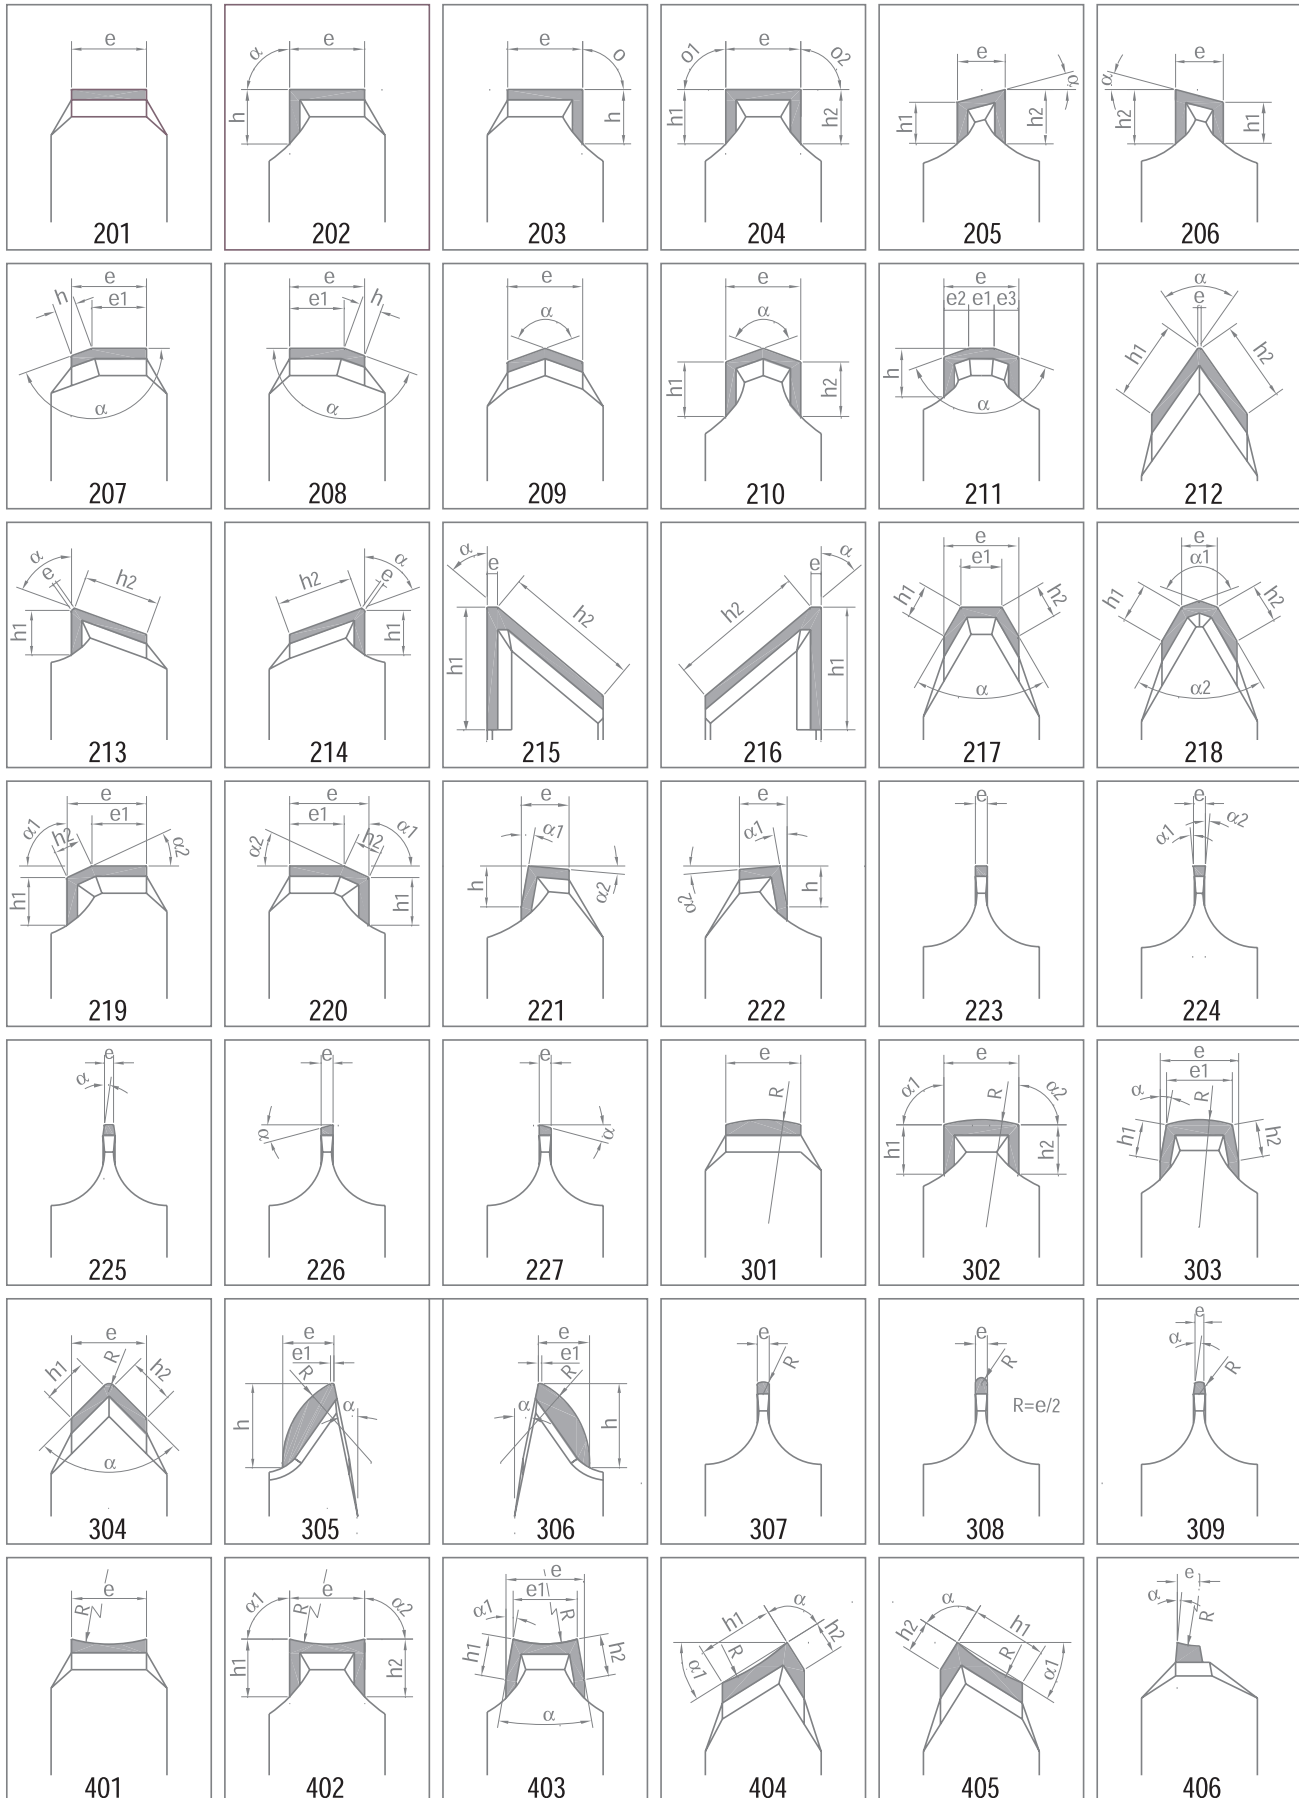 e
201
α e
h
202
e o
h
203
o1 e o2
h1 h2
204
e
α
h1 h2
205
e
α
h2 h1
206
e
h e1
α
207
e
e1 h
α
208
e
α
209
e
α
h1 h2
210
e
e2 e1 e3
h
α
211
α
e
h1 h2
212
α
e h2
h1
213
α
h2 e
h1
214
α e
h2
h1
215
e α
h2
h1
216
e
e1
h1 h2
α
217
e
α1
h1 h2
α2
218
e
α1 e1
h2 α2
h1
219
e
e1 α1
α2 h2
h1
220
e
α1
h α2
221
e
α1
α2 h
222
e
223
e
α1 α2
224
e
α
225
e
α
226
e
α
227
e
R
301
e
α1 R α2
h1 h2
302
e
e1
α R
h1 h2
303
e
h1 R h2
α
304
e
e1
R
h α
305
e
e1
R
α h
306
e
R
307
e
R
R=e/2
308
e
α
R
309
e
R
401
e
α1 R α2
h1 h2
402
e
e1
α1 R
h1 h2
α
403
h1 α
R h2
α1
404
α h1
h2 R
α1
405
e
α R
406